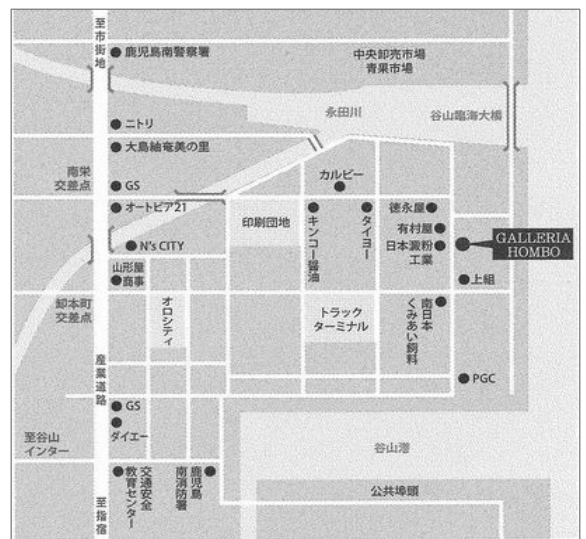 至市街地
鹿児島南警察署
中央卸売市場
青果市場
永田川
谷山臨海大橋
ニトリ
大島紬奄美の里
南栄
交差点
GS
カルビー
オートピア21
印刷団地
キンコー醤油
タイヨー
徳永屋
有村屋
日本澱粉
工業
GALLERIA
HOMBO
N's CITY
山形屋
商事
上組
卸本町
交差点
オロシティ
トラック
ターミナル
南日本
くみあい飼料
産業道路
PGC
GS
ダイエー
至谷山
インター
谷山港
交通安全
教育センター
鹿児島
南消防署
公共埠頭
至指宿